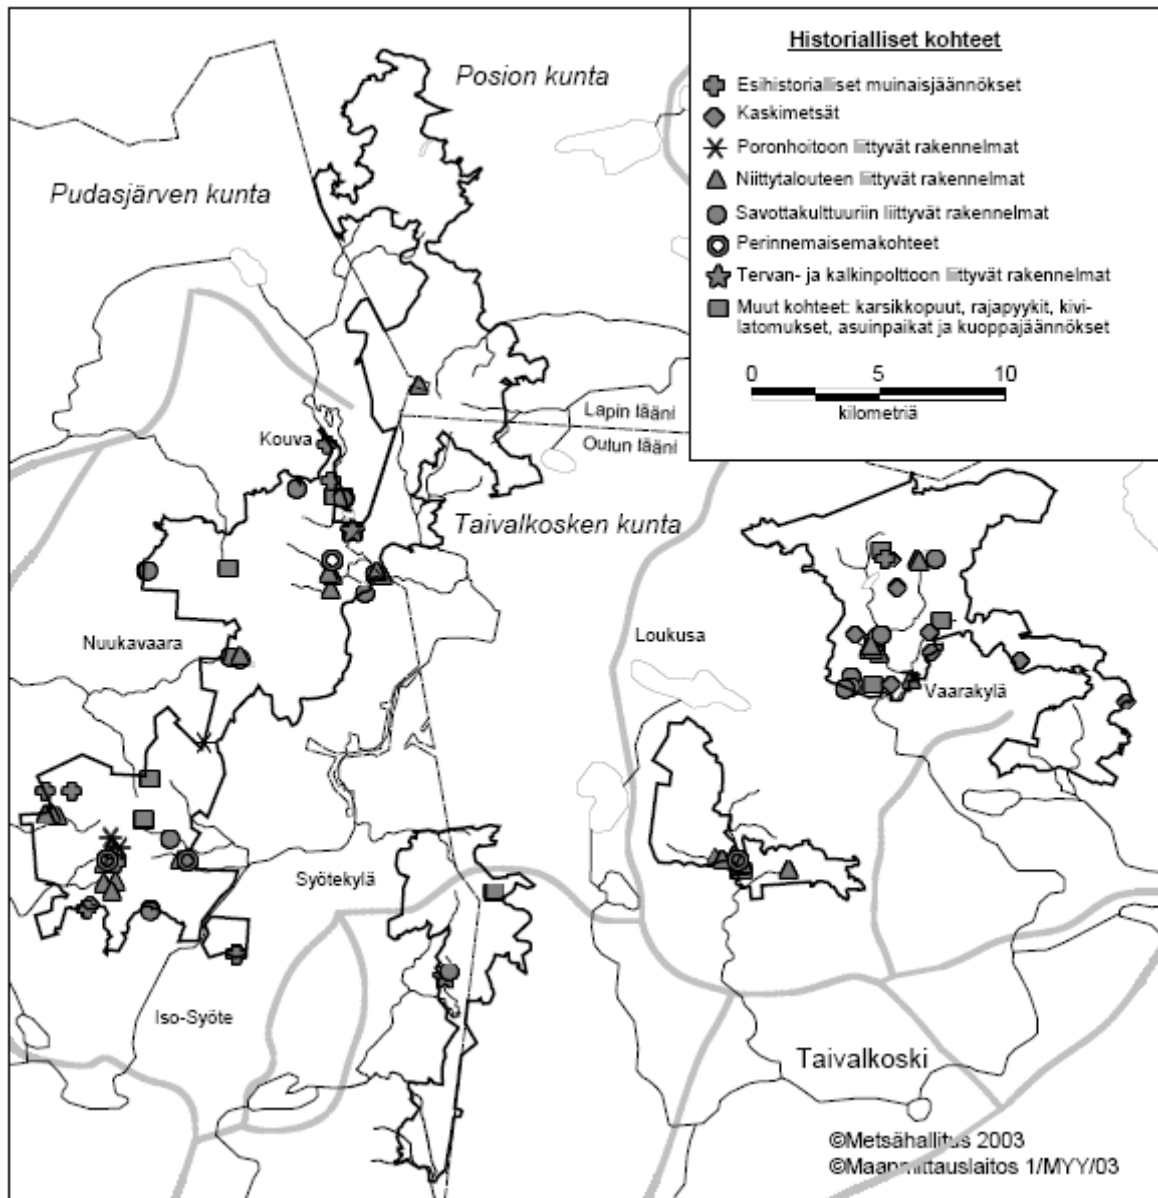 Historialliset kohteet
Esihistorialliset muinaisjäännökset
Kaskimetsät
Poronhoitoon liittyvät rakennelmat
Niittytalouteen liittyvät rakennelmat
Savottakulttuuriin liittyvät rakennelmat
Perinnemaisemakohteet
Tervan- ja kalkinpolttoon liittyvät rakennelmat
Muut kohteet: karsikkopuut, rajapyykit, kivi-
latomukset, asuinpaikat ja kuoppajäännökset
0 5 10
kilometriä
Posion kunta
Pudasjärven kunta
Lapin lääni
Oulun lääni
Kouva
Taivalkosken kunta
Nuukavaara
Loukusa
Vaarakylä
Syötekylä
Iso-Syöte
Taivalkoski
©Metsähallitus 2003
©Maanmittauslaitos 1/MYY/03